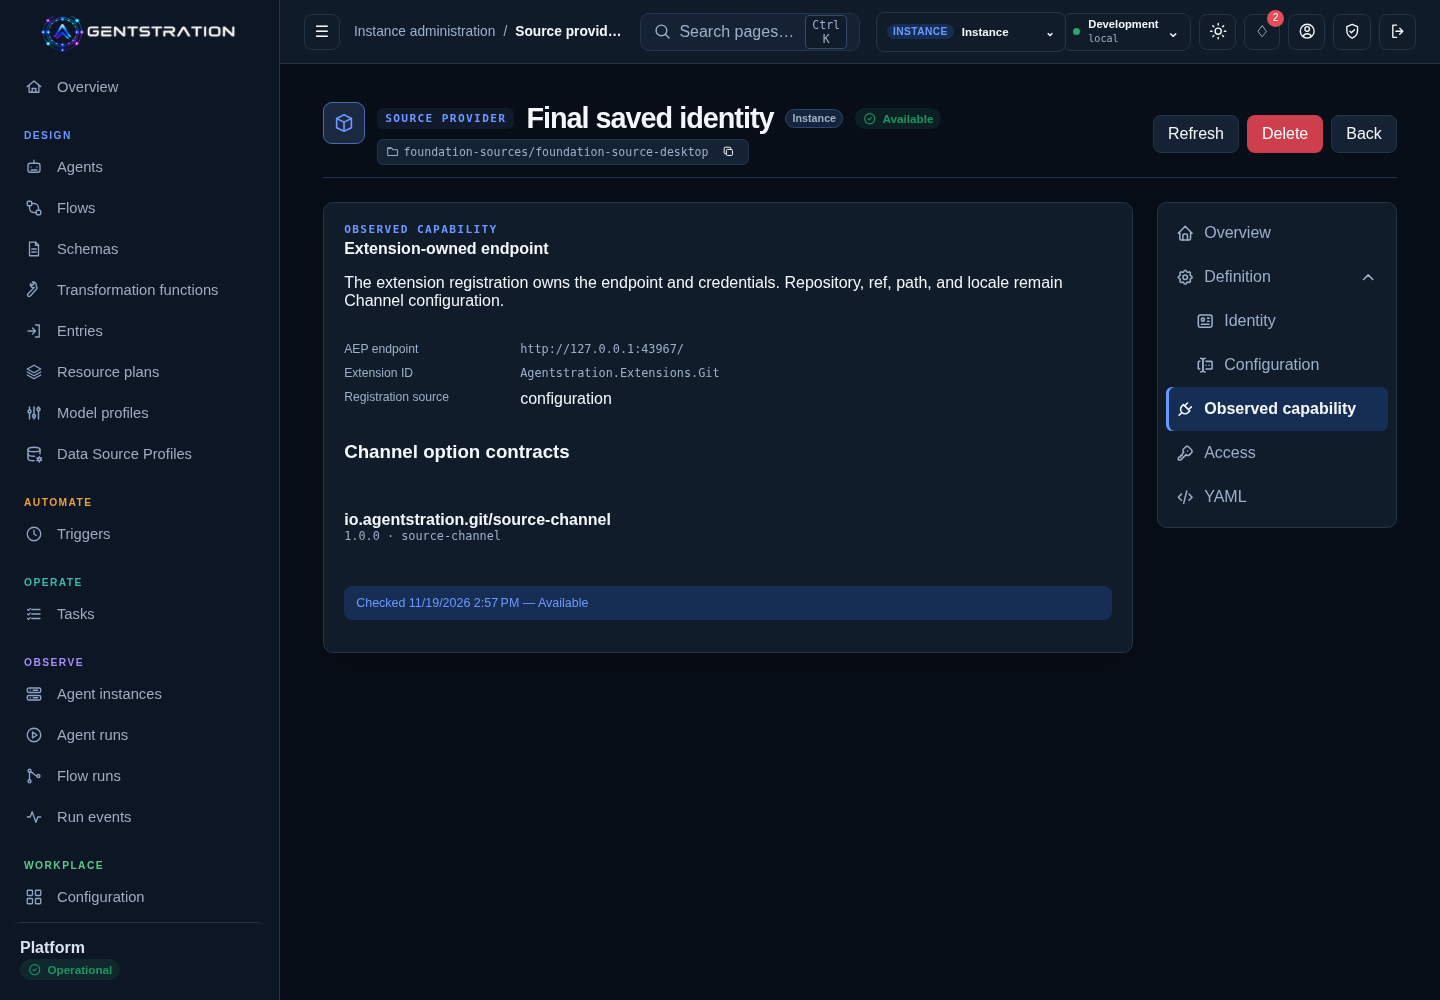 GENTSTRATION
Overview
DESIGN
Agents
Flows
Schemas
Transformation functions
Entries
Resource plans
Model profiles
Data Source Profiles
AUTOMATE
Triggers
OPERATE
Tasks
OBSERVE
Agent instances
Agent runs
Flow runs
Run events
WORKPLACE
Configuration
Platform
Operational
Instance administration / Source provid...
Search pages...
Ctrl K
INSTANCE Instance
Development
local
2
SOURCE PROVIDER Final saved identity Instance Available
foundation-sources/foundation-source-desktop
Refresh Delete Back
OBSERVED CAPABILITY
Extension-owned endpoint
The extension registration owns the endpoint and credentials. Repository, ref, path, and locale remain
Channel configuration.
AEP endpoint http://127.0.0.1:43967/
Extension ID Agentstration.Extensions.Git
Registration source configuration
Channel option contracts
io.agentstration.git/source-channel
1.0.0 · source-channel
Checked 11/19/2026 2:57 PM — Available
Overview
Definition
Identity
Configuration
Observed capability
Access
YAML